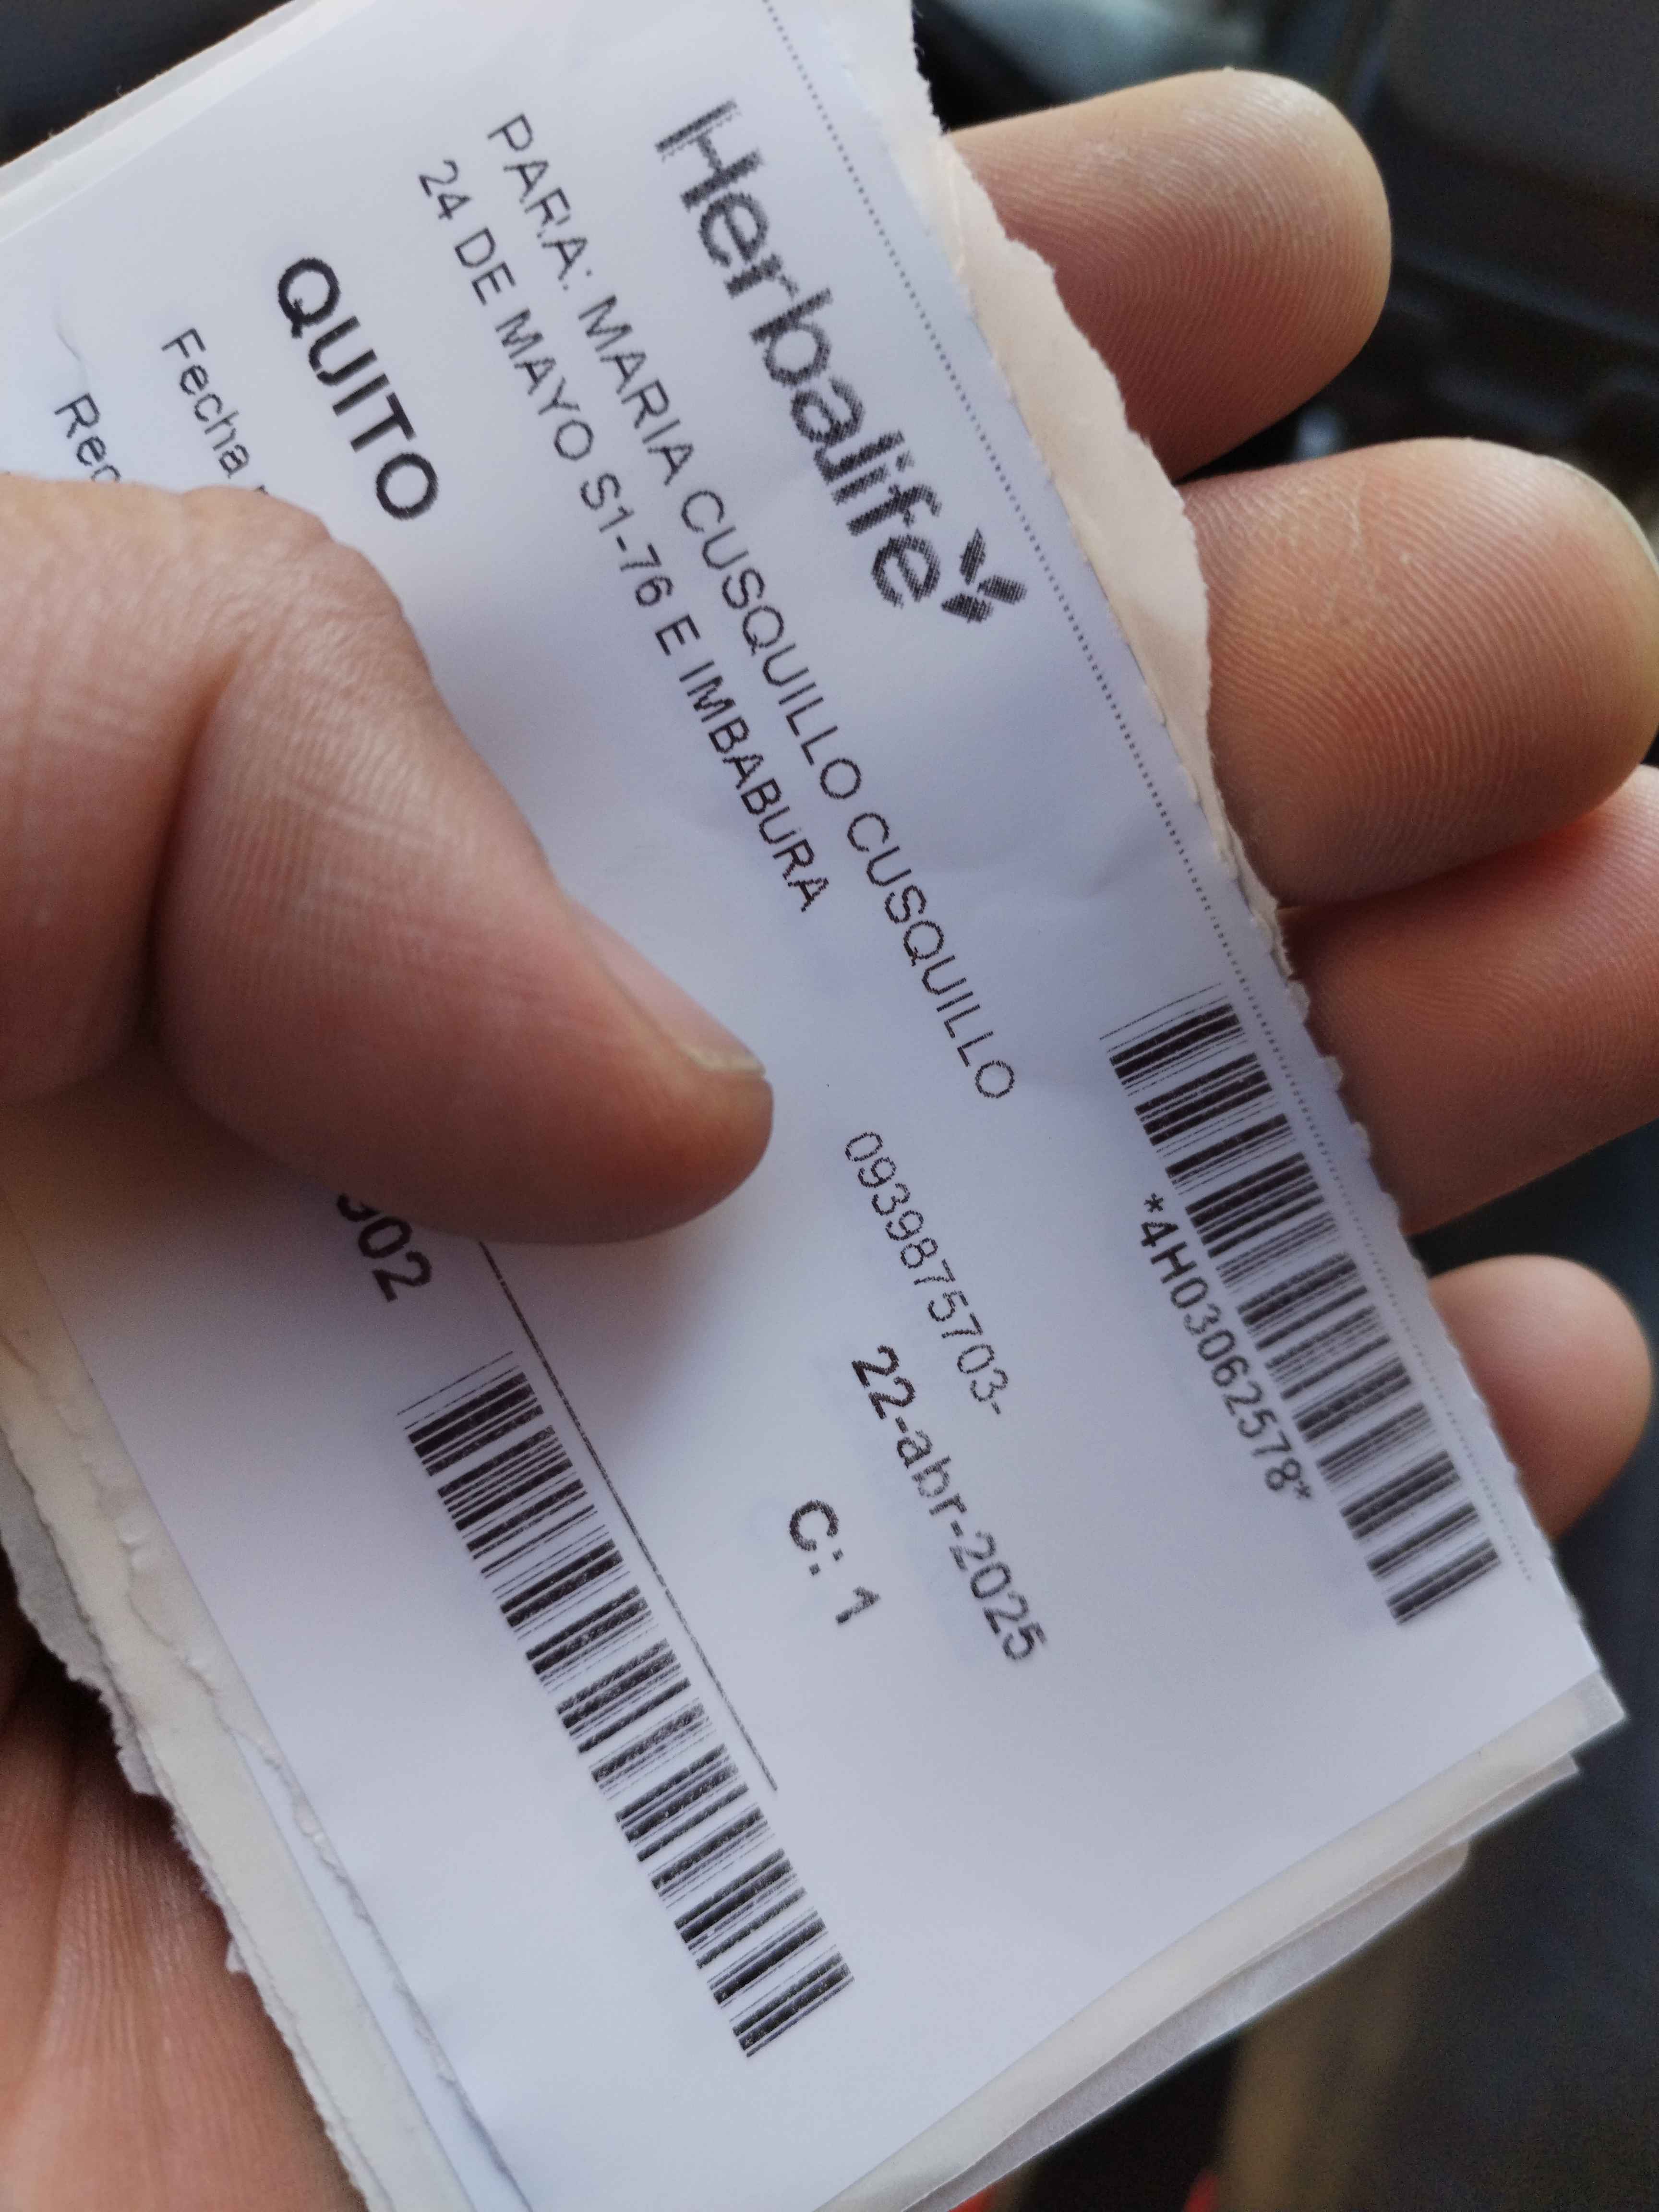 Herbalife
*4H03062578*
PARA: MARIA CUSQUILLO CUSQUILLO
0939875703-
24 DE MAYO S1-76 E IMBABURA
22-abr-2025
QUITO
C: 1
Fecha
902